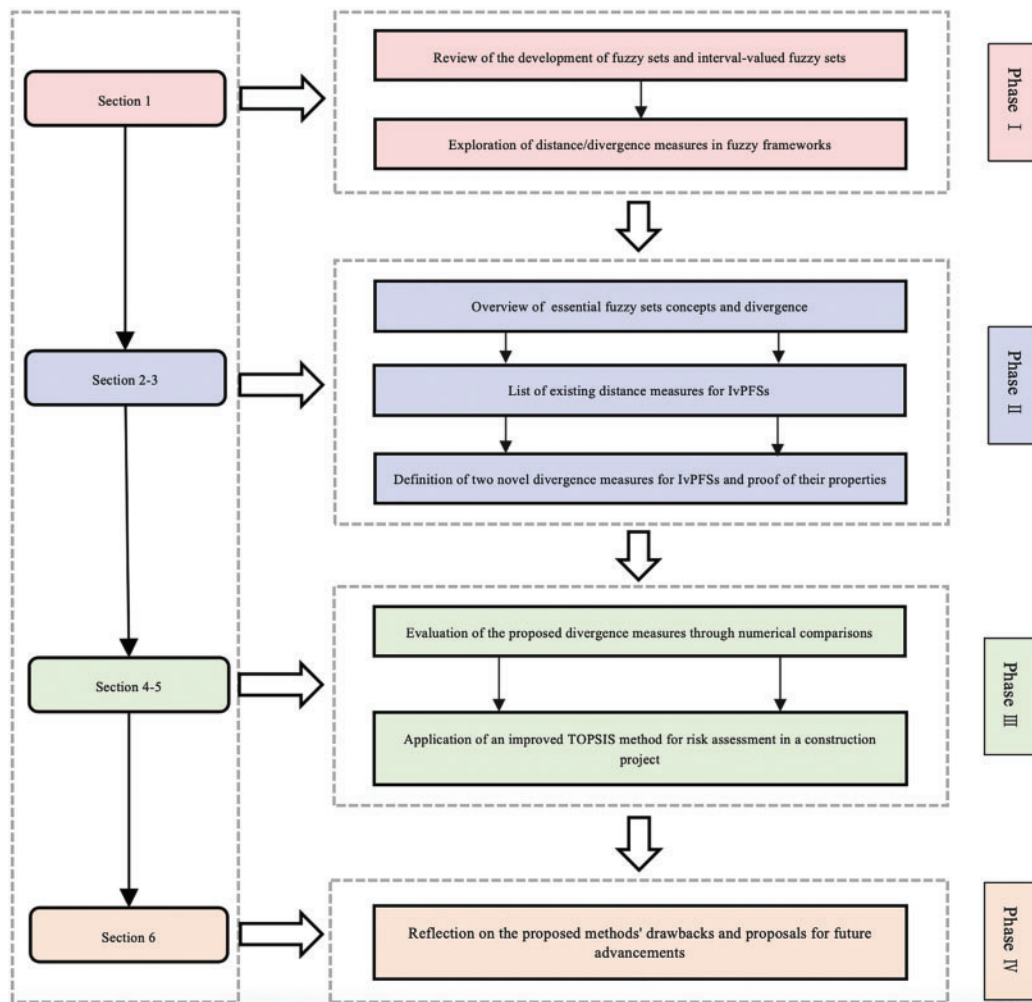 Section 1
Review of the development of fuzzy sets and interval-valued fuzzy sets
Exploration of distance/divergence measures in fuzzy frameworks
Phase Ⅰ
Section 2-3
Overview of essential fuzzy sets concepts and divergence
List of existing distance measures for IvPFSs
Definition of two novel divergence measures for IvPFSs and proof of their properties
Phase Ⅱ
Section 4-5
Evaluation of the proposed divergence measures through numerical comparisons
Application of an improved TOPSIS method for risk assessment in a construction
project
Phase Ⅲ
Section 6
Reflection on the proposed methods' drawbacks and proposals for future
advancements
Phase Ⅳ